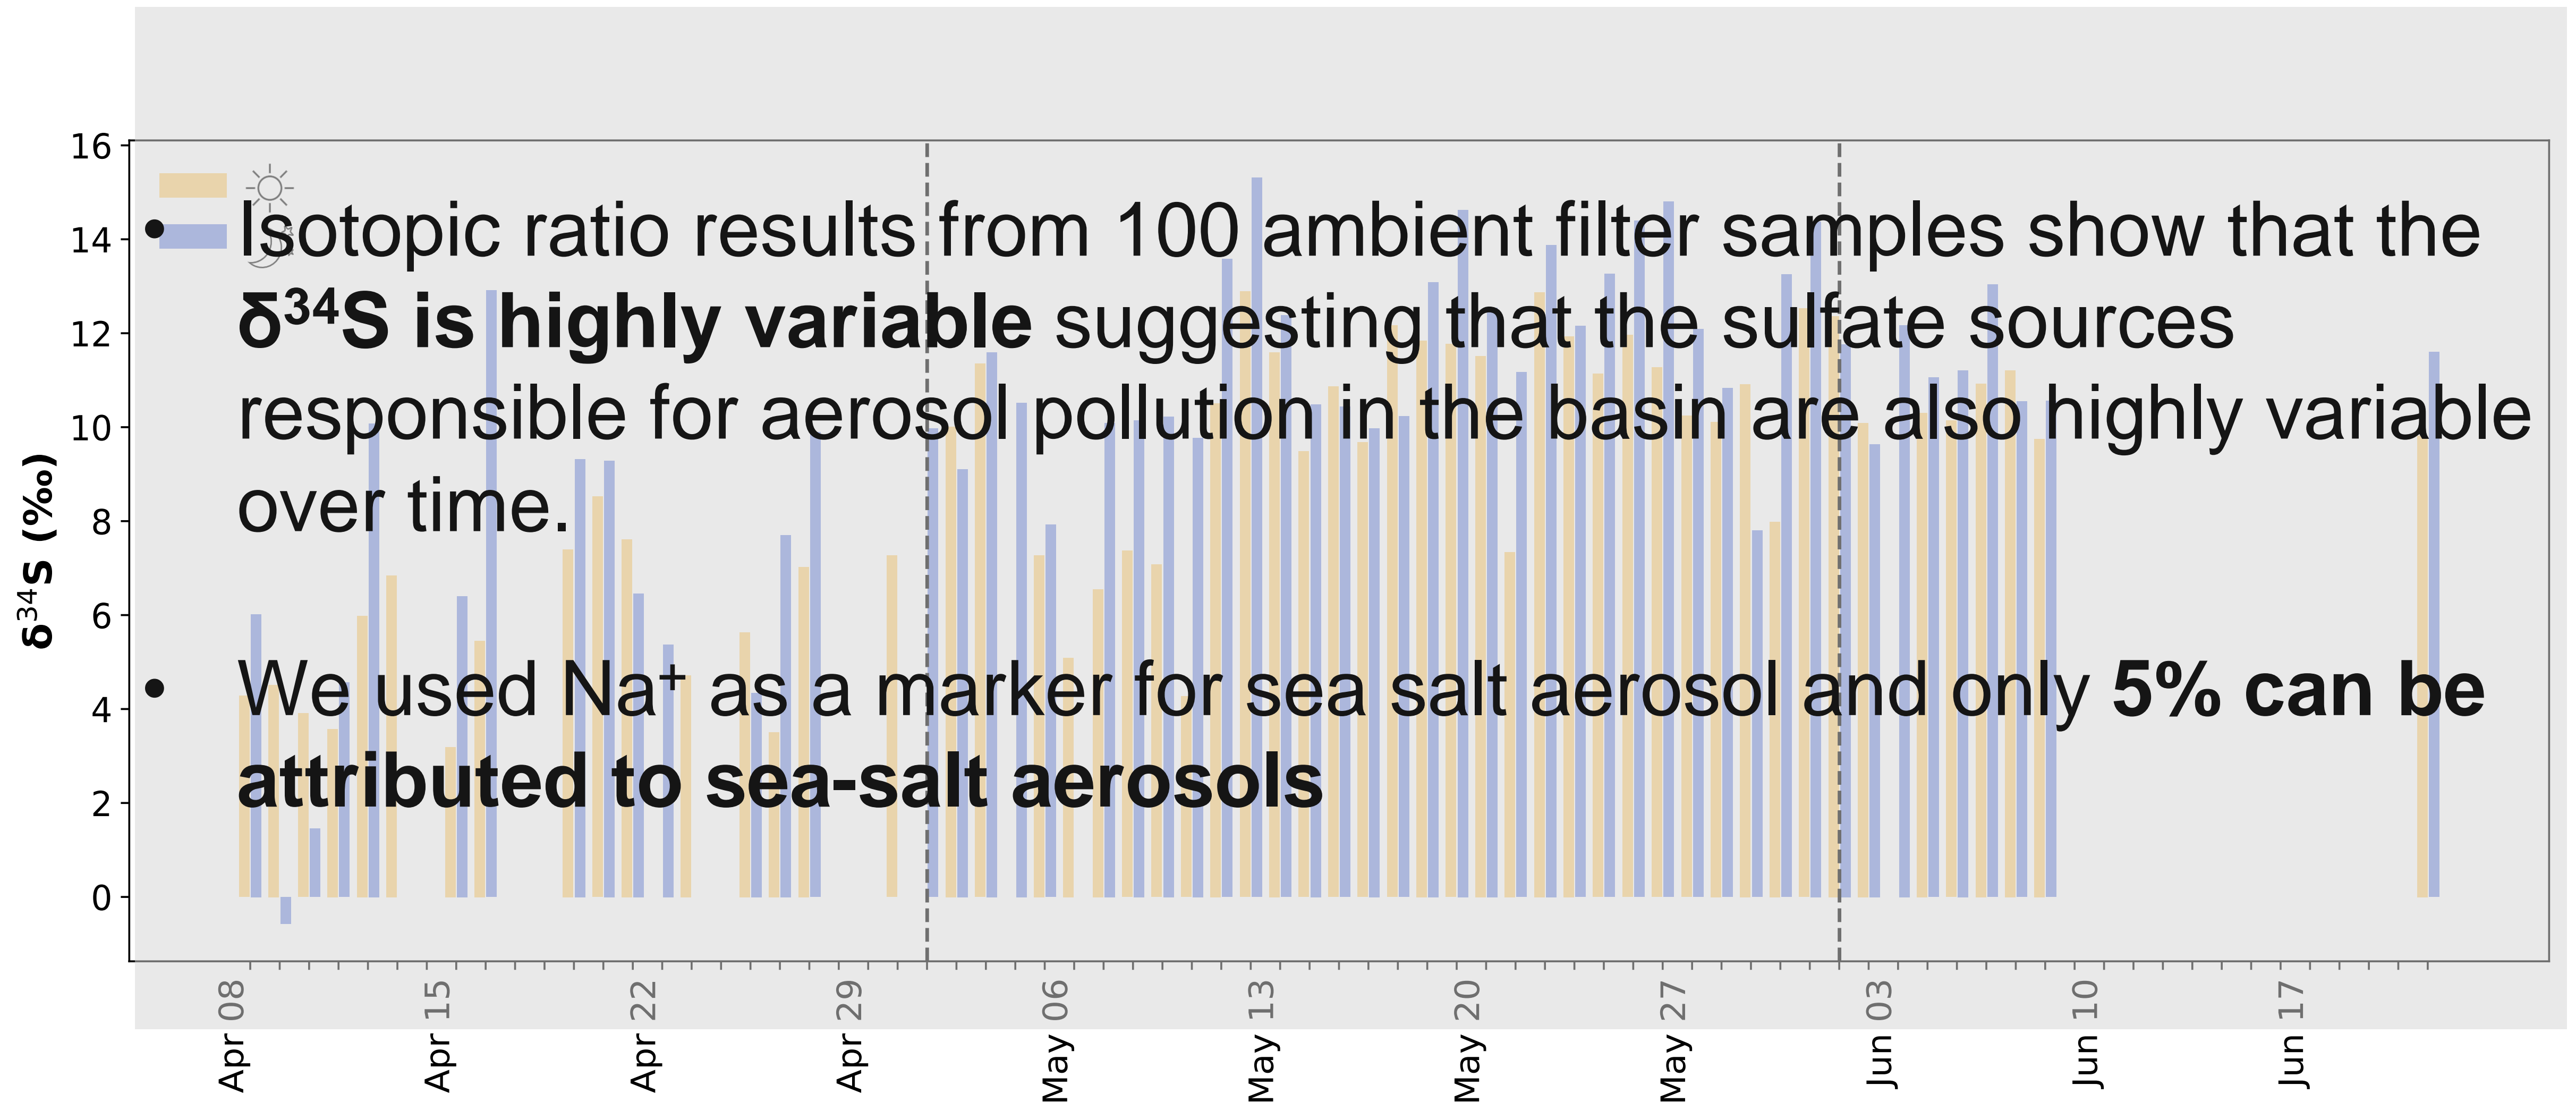 16
14
12
10
8
6
4
2
0
δ³⁴S (‰)
• Isotopic ratio results from 100 ambient filter samples show that the
δ³⁴S is highly variable suggesting that the sulfate sources
responsible for aerosol pollution in the basin are also highly variable
over time.
• We used Na⁺ as a marker for sea salt aerosol and only 5% can be
attributed to sea-salt aerosols
Apr 08
Apr 15
Apr 22
Apr 29
May 06
May 13
May 20
May 27
Jun 03
Jun 10
Jun 17